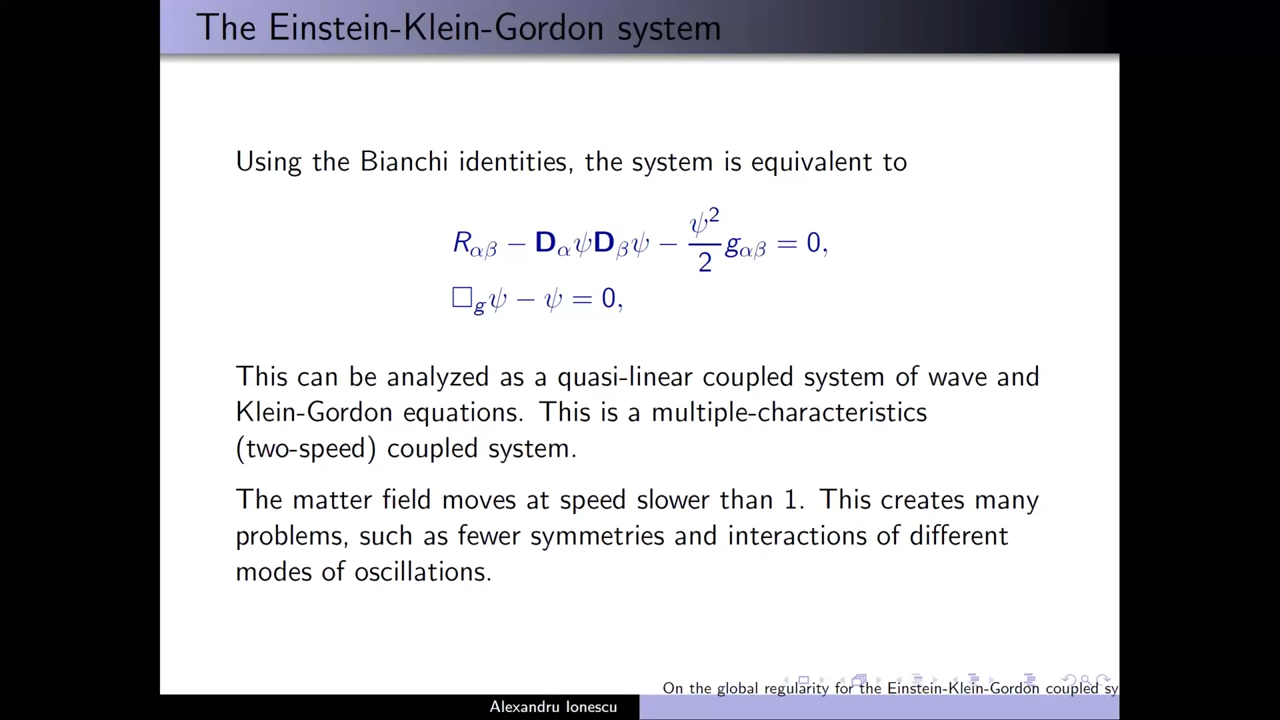 The Einstein-Klein-Gordon system
Using the Bianchi identities, the system is equivalent to
R_{αβ} − D_αψD_βψ − ψ²/2 g_{αβ} = 0,
□_gψ − ψ = 0,
This can be analyzed as a quasi-linear coupled system of wave and
Klein-Gordon equations. This is a multiple-characteristics
(two-speed) coupled system.
The matter field moves at speed slower than 1. This creates many
problems, such as fewer symmetries and interactions of different
modes of oscillations.
On the global regularity for the Einstein-Klein-Gordon coupled sy
Alexandru Ionescu